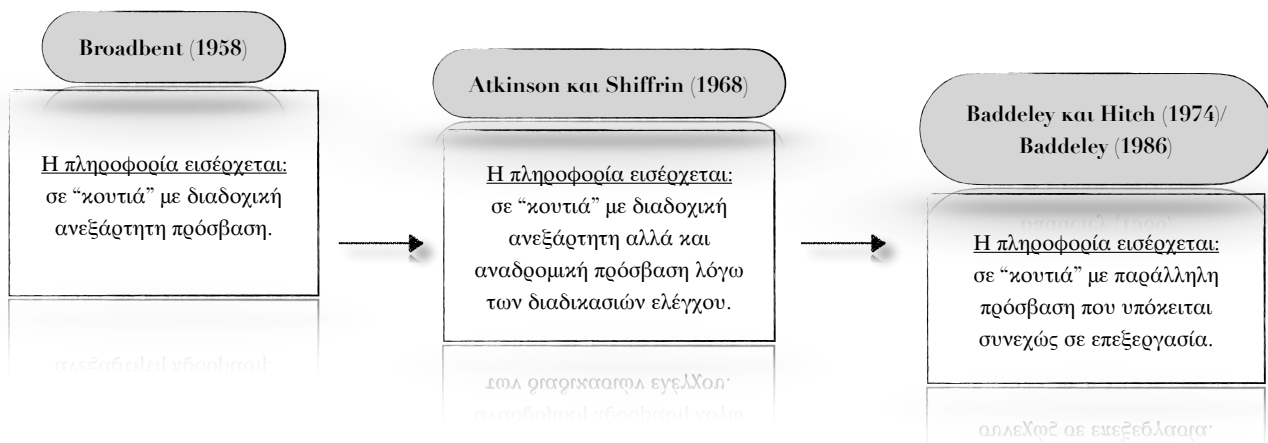 Broadbent (1958)
Η πληροφορία εισέρχεται:
σε “κουτιά” με διαδοχική
ανεξάρτητη πρόσβαση.
Atkinson και Shiffrin (1968)
Η πληροφορία εισέρχεται:
σε “κουτιά” με διαδοχική
ανεξάρτητη αλλά και
αναδρομική πρόσβαση λόγω
των διαδικασιών ελέγχου.
Baddeley και Hitch (1974)/
Baddeley (1986)
Η πληροφορία εισέρχεται:
σε “κουτιά” με παράλληλη
πρόσβαση που υπόκειται
συνεχώς σε επεξεργασία.